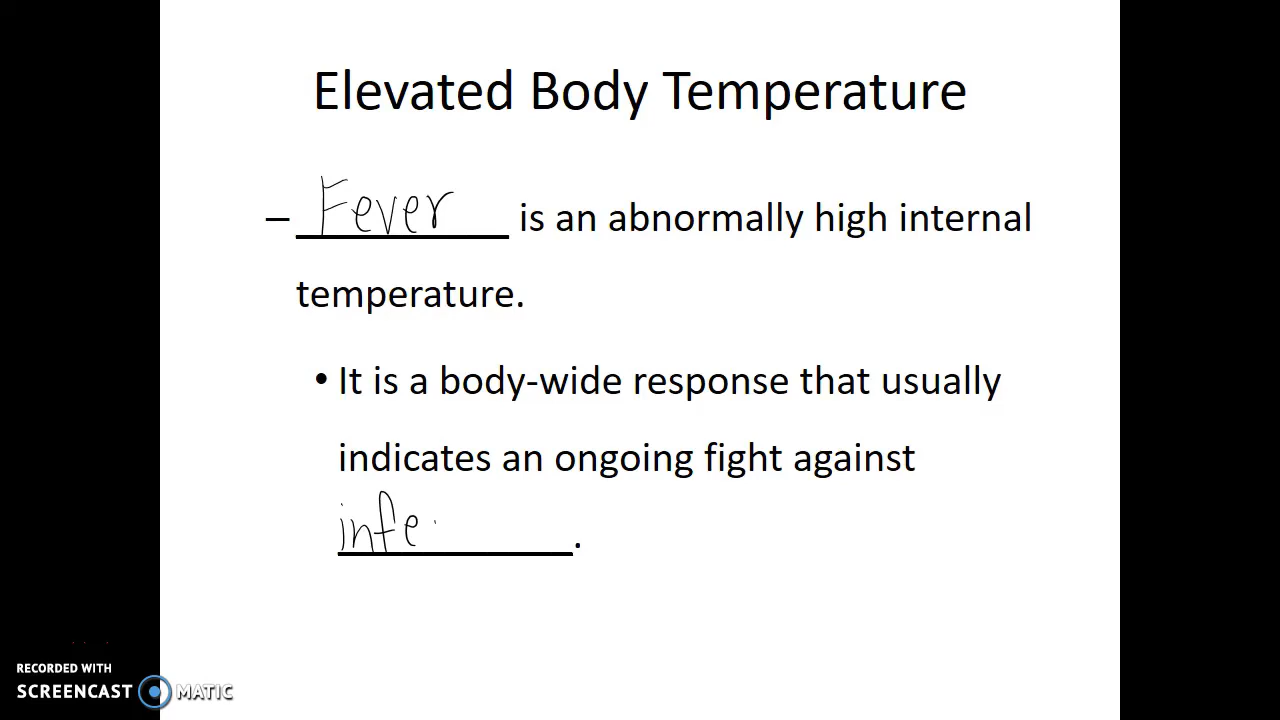 Elevated Body Temperature
– Fever is an abnormally high internal
temperature.
• It is a body-wide response that usually
indicates an ongoing fight against
infe .
RECORDED WITH
SCREENCAST MATIC